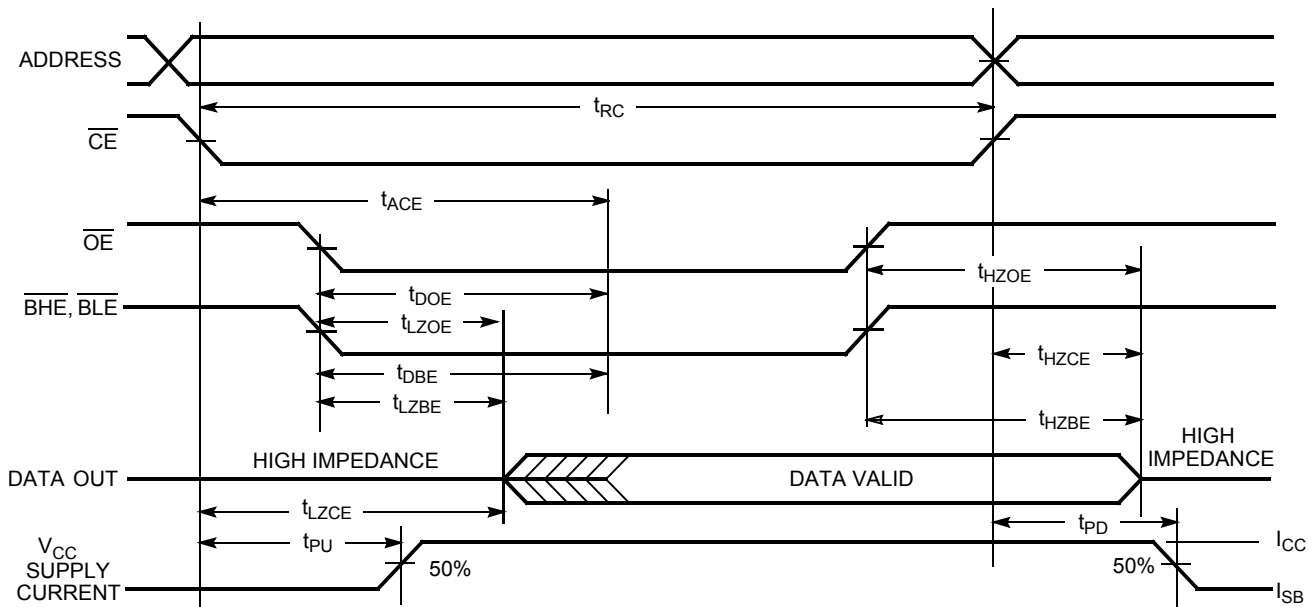 ADDRESS
tRC
CE
tACE
OE
tHZOE
tDOE
BHE, BLE
tLZOE
tHZCE
tDBE
tLZBE
tHZBE
HIGH IMPEDANCE
HIGH
IMPEDANCE
DATA OUT
DATA VALID
tLZCE
tPD
VCC
SUPPLY
CURRENT
tPU
50%
50%
ICC
ISB